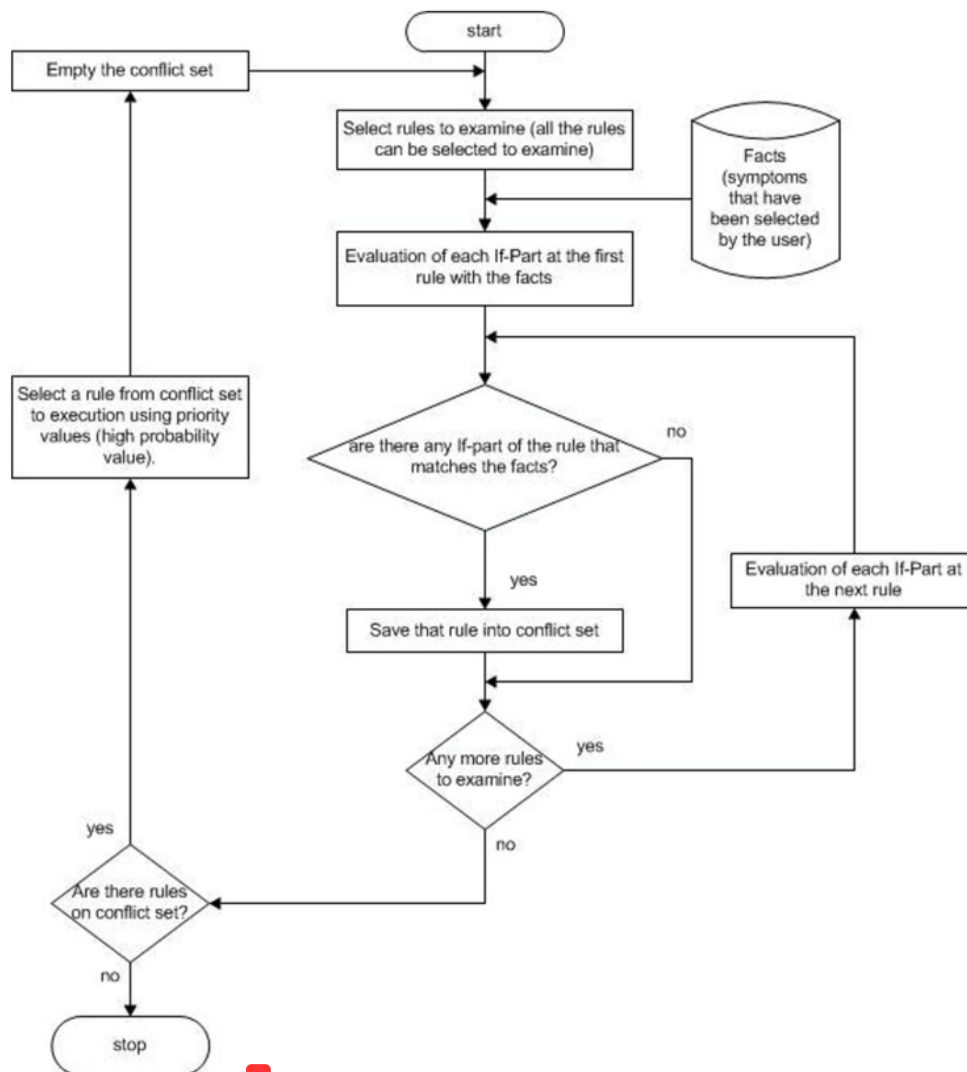 start
Empty the conflict set
Select rules to examine (all the rules
can be selected to examine)
Facts
(symptoms
that have
been selected
by the user)
Evaluation of each If-Part at the first
rule with the facts
Select a rule from conflict set
to execution using priority
values (high probability
value).
no
are there any If-part of the rule that
matches the facts?
yes
Evaluation of each If-Part at
the next rule
Save that rule into conflict set
Any more rules
to examine?
yes
no
yes
Are there rules
on conflict set?
no
stop